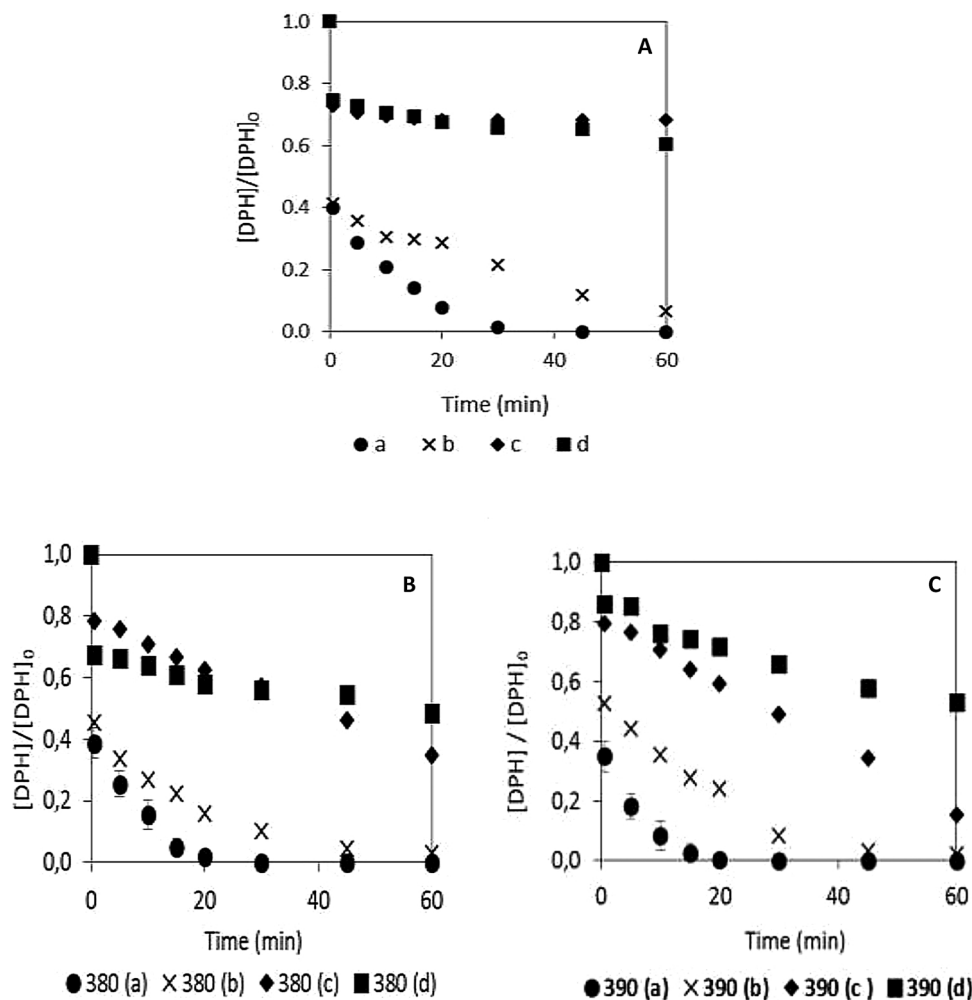 1.0
A
0.8
0.6
0.4
0.2
0.0
[DPH]/[DPH]₀
0 20 40 60
Time (min)
a b c d
1,0
B
0,8
0,6
0,4
0,2
0,0
[DPH]/[DPH]₀
0 20 40 60
Time (min)
380 (a) 380 (b) 380 (c) 380 (d)
1,0
C
0,8
0,6
0,4
0,2
0,0
[DPH] / [DPH]₀
0 20 40 60
Time (min)
390 (a) 390 (b) 390 (c ) 390 (d)